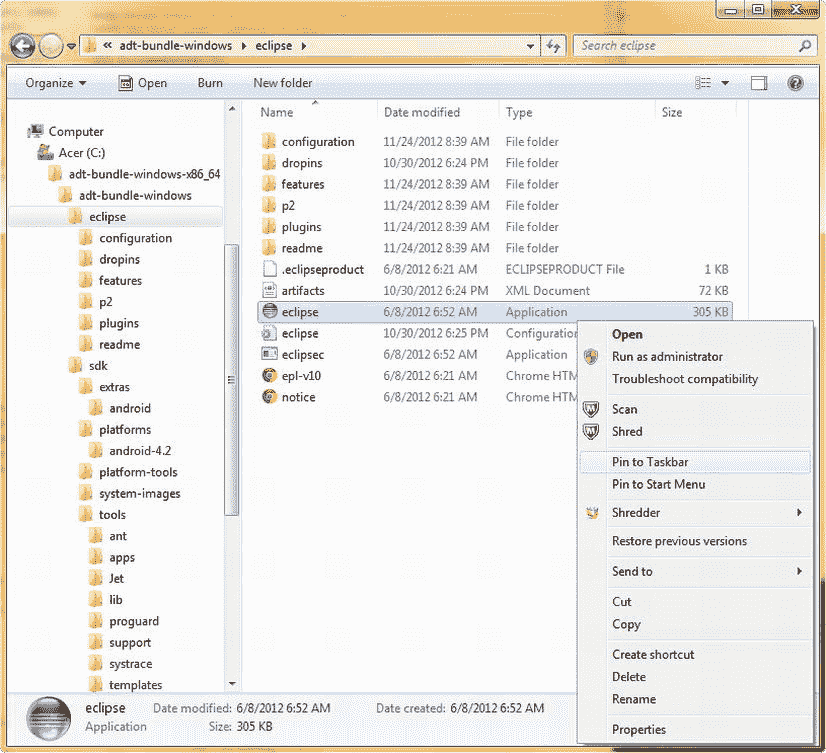 « adt-bundle-windows eclipse
Search eclipse
Organize Open Burn New folder
Computer
Acer (C:)
adt-bundle-windows-x86_64
adt-bundle-windows
eclipse
configuration
dropins
features
p2
plugins
readme
sdk
extras
android
platforms
android-4.2
platform-tools
system-images
tools
ant
apps
Jet
lib
proguard
support
systrace
templates
Name Date modified Type Size
configuration 11/24/2012 8:39 AM File folder
dropins 10/30/2012 6:24 PM File folder
features 11/24/2012 8:39 AM File folder
p2 11/24/2012 8:39 AM File folder
plugins 11/24/2012 8:39 AM File folder
readme 11/24/2012 8:39 AM File folder
.eclipseproduct 6/8/2012 6:21 AM ECLIPSEPRODUCT File 1 KB
artifacts 10/30/2012 6:24 PM XML Document 72 KB
eclipse 6/8/2012 6:52 AM Application 305 KB
eclipse 10/30/2012 6:25 PM Configuration
eclipsec 6/8/2012 6:52 AM Application
epl-v10 6/8/2012 6:21 AM Chrome HTM
notice 6/8/2012 6:21 AM Chrome HTM
Open
Run as administrator
Troubleshoot compatibility
Scan
Shred
Pin to Taskbar
Pin to Start Menu
Shredder
Restore previous versions
Send to
Cut
Copy
Create shortcut
Delete
Rename
Properties
eclipse Date modified: 6/8/2012 6:52 AM Date created: 6/8/2012 6:52 AM
Application Size: 305 KB